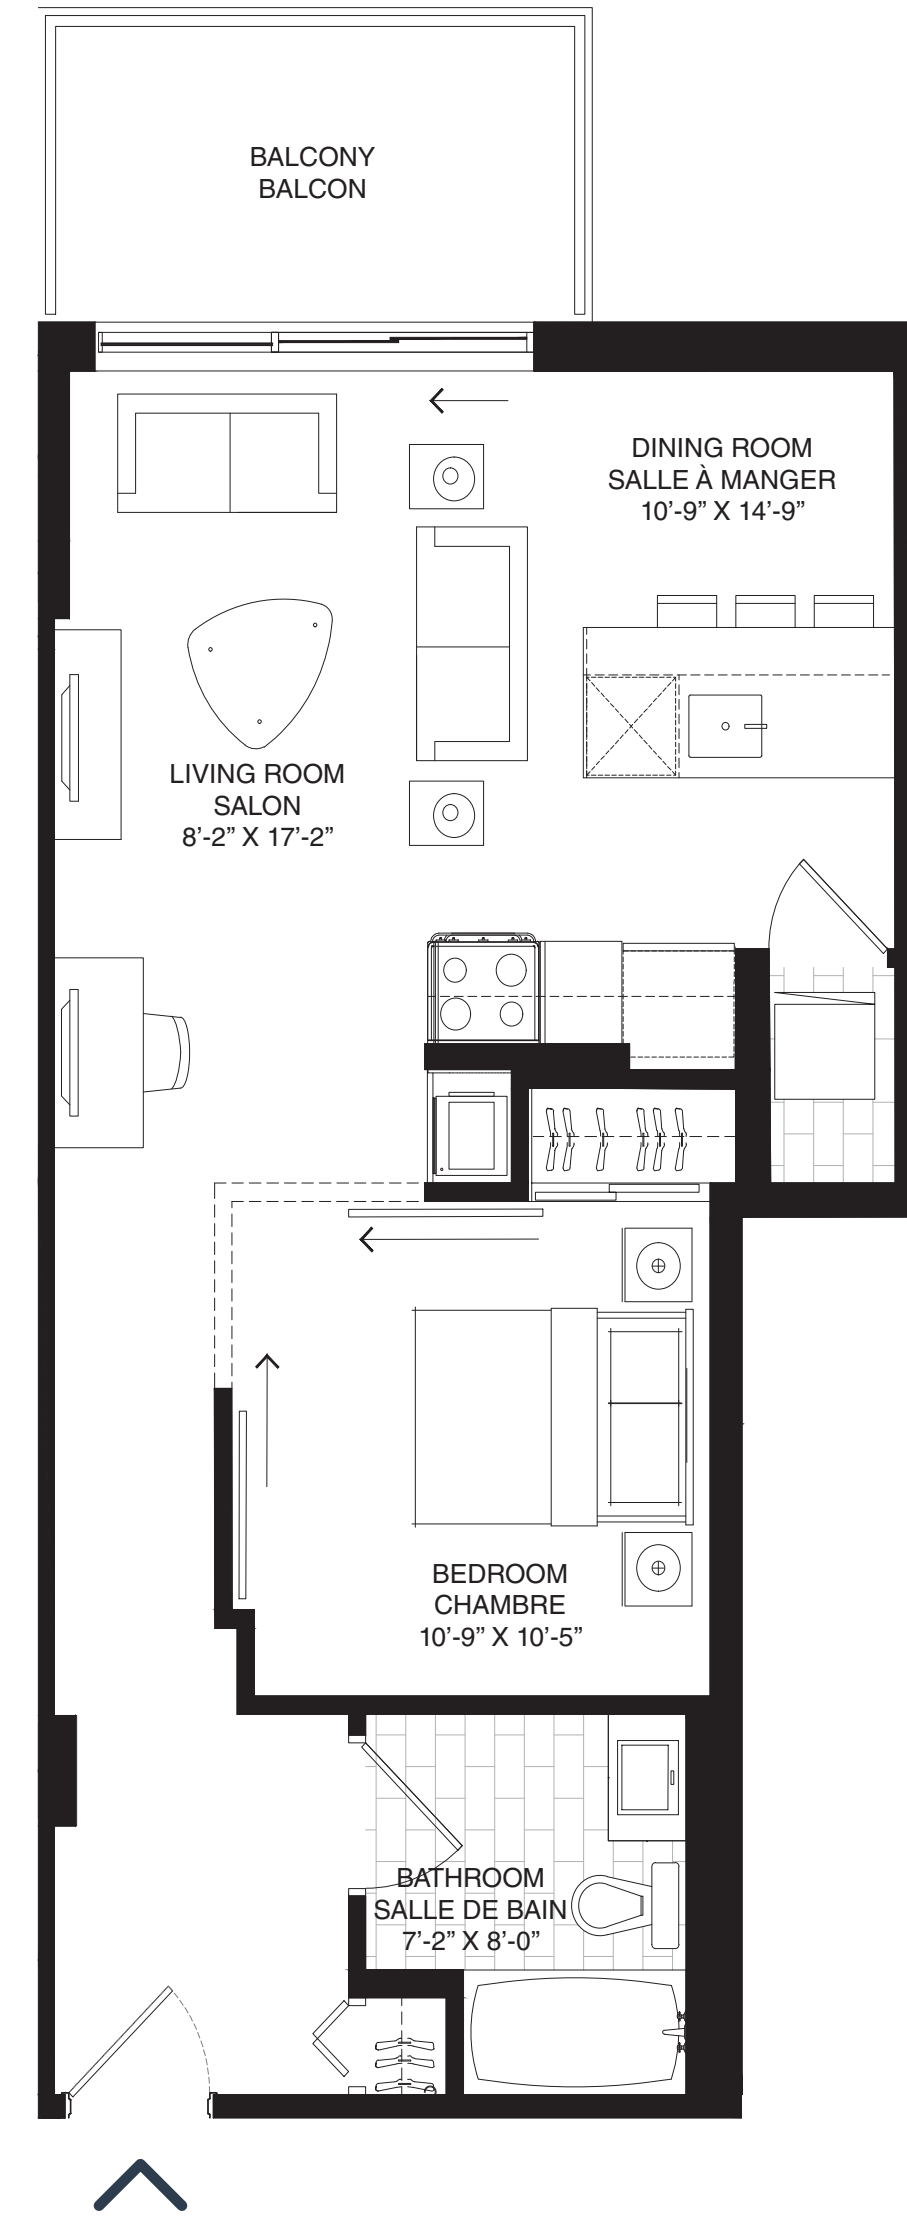 BALCONY
BALCON
DINING ROOM
SALLE À MANGER
10’-9” X 14’-9”
LIVING ROOM
SALON
8’-2” X 17’-2”
BEDROOM
CHAMBRE
10’-9” X 10’-5”
BATHROOM
SALLE DE BAIN
7’-2” X 8’-0”